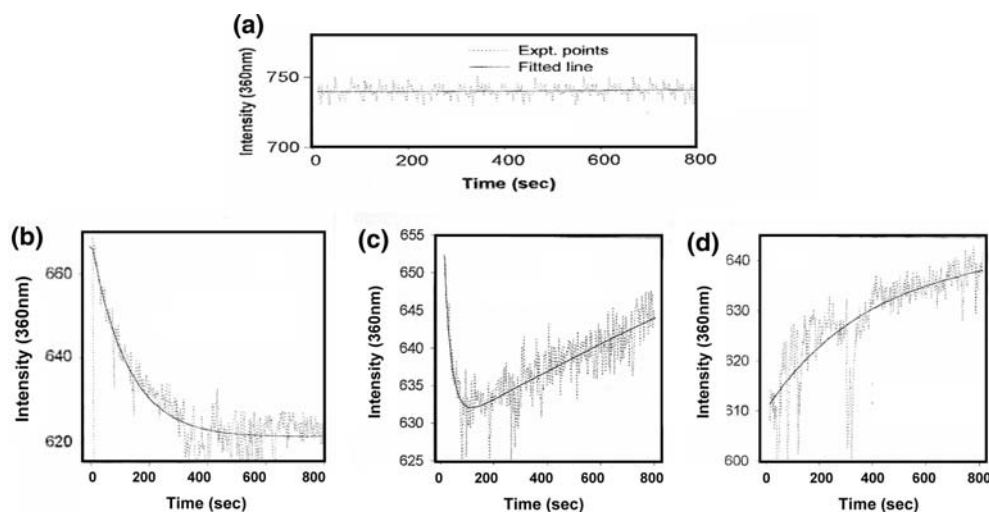 (a)
Intensity (360nm)
750
700
Expt. points
Fitted line
0 200 400 600 800
Time (sec)
(b)
Intensity (360nm)
660
640
620
0 200 400 600 800
Time (sec)
(c)
Intensity (360nm)
655
650
645
640
635
630
625
0 200 400 600 800
Time (sec)
(d)
Intensity (360nm)
640
630
620
610
600
0 200 400 600 800
Time (sec)